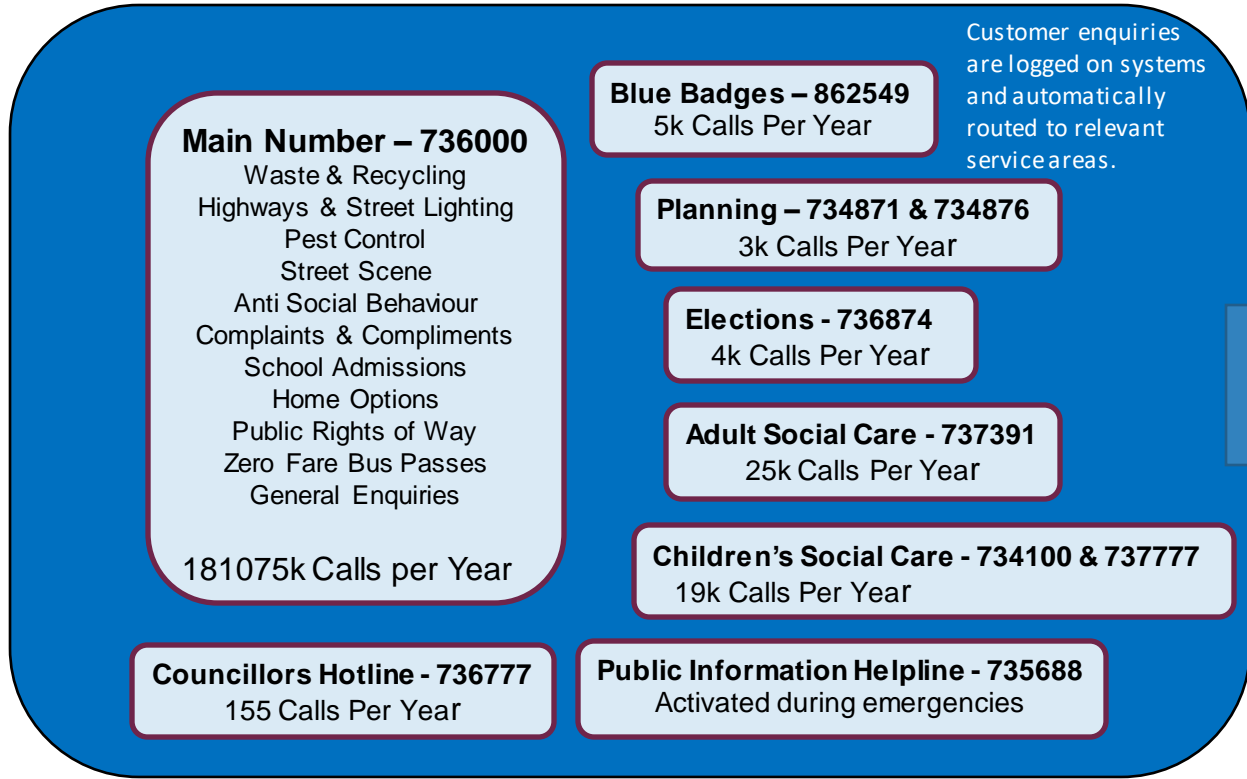 Customer enquiries
are logged on systems
and automatically
routed to relevant
service areas.
Main Number – 736000
Waste & Recycling
Highways & Street Lighting
Pest Control
Street Scene
Anti Social Behaviour
Complaints & Compliments
School Admissions
Home Options
Public Rights of Way
Zero Fare Bus Passes
General Enquiries
181075k Calls per Year
Blue Badges – 862549
5k Calls Per Year
Planning – 734871 & 734876
3k Calls Per Year
Elections - 736874
4k Calls Per Year
Adult Social Care - 737391
25k Calls Per Year
Children’s Social Care - 734100 & 737777
19k Calls Per Year
Councillors Hotline - 736777
155 Calls Per Year
Public Information Helpline - 735688
Activated during emergencies